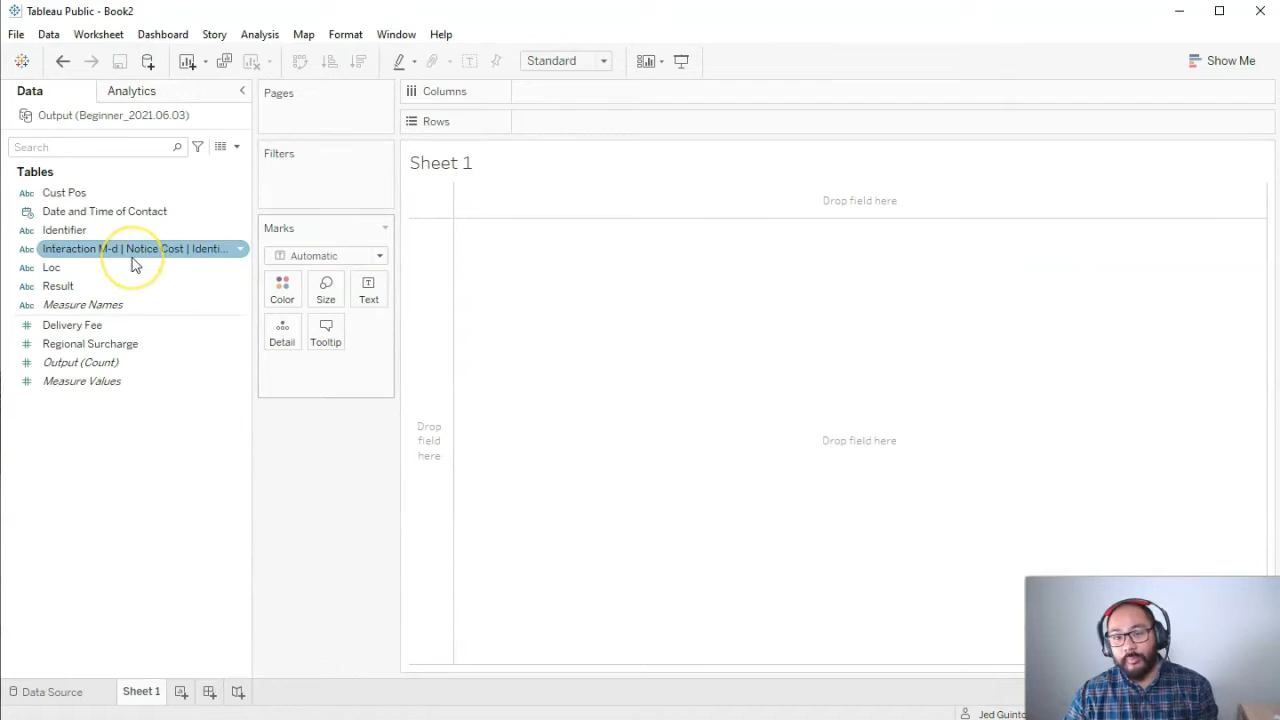 Tableau Public - Book2
File Data Worksheet Dashboard Story Analysis Map Format Window Help
Standard
Show Me
Data Analytics
Pages
Columns
Output (Beginner_2021.06.03)
Rows
Search
Filters
Sheet 1
Tables
Cust Pos
Drop field here
Date and Time of Contact
Identifier
Marks
Interaction M-d | Notice Cost | Identi...
Automatic
Loc
Result
Color Size Text
Measure Names
Delivery Fee
Regional Surcharge
Detail Tooltip
Output (Count)
Measure Values
Drop
field
here
Drop field here
Data Source Sheet 1
Jed Guinto